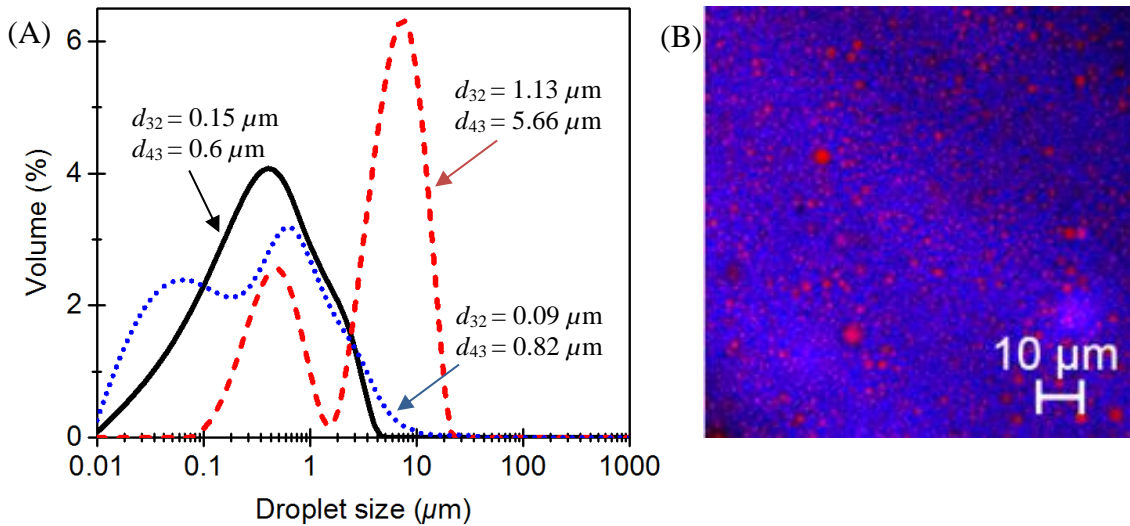 (A)
6
4
2
0
Volume (%)
0.01 0.1 1 10 100 1000
Droplet size (µm)
d32 = 0.15 µm
d43 = 0.6 µm
d32 = 1.13 µm
d43 = 5.66 µm
d32 = 0.09 µm
d43 = 0.82 µm
(B)
10 µm